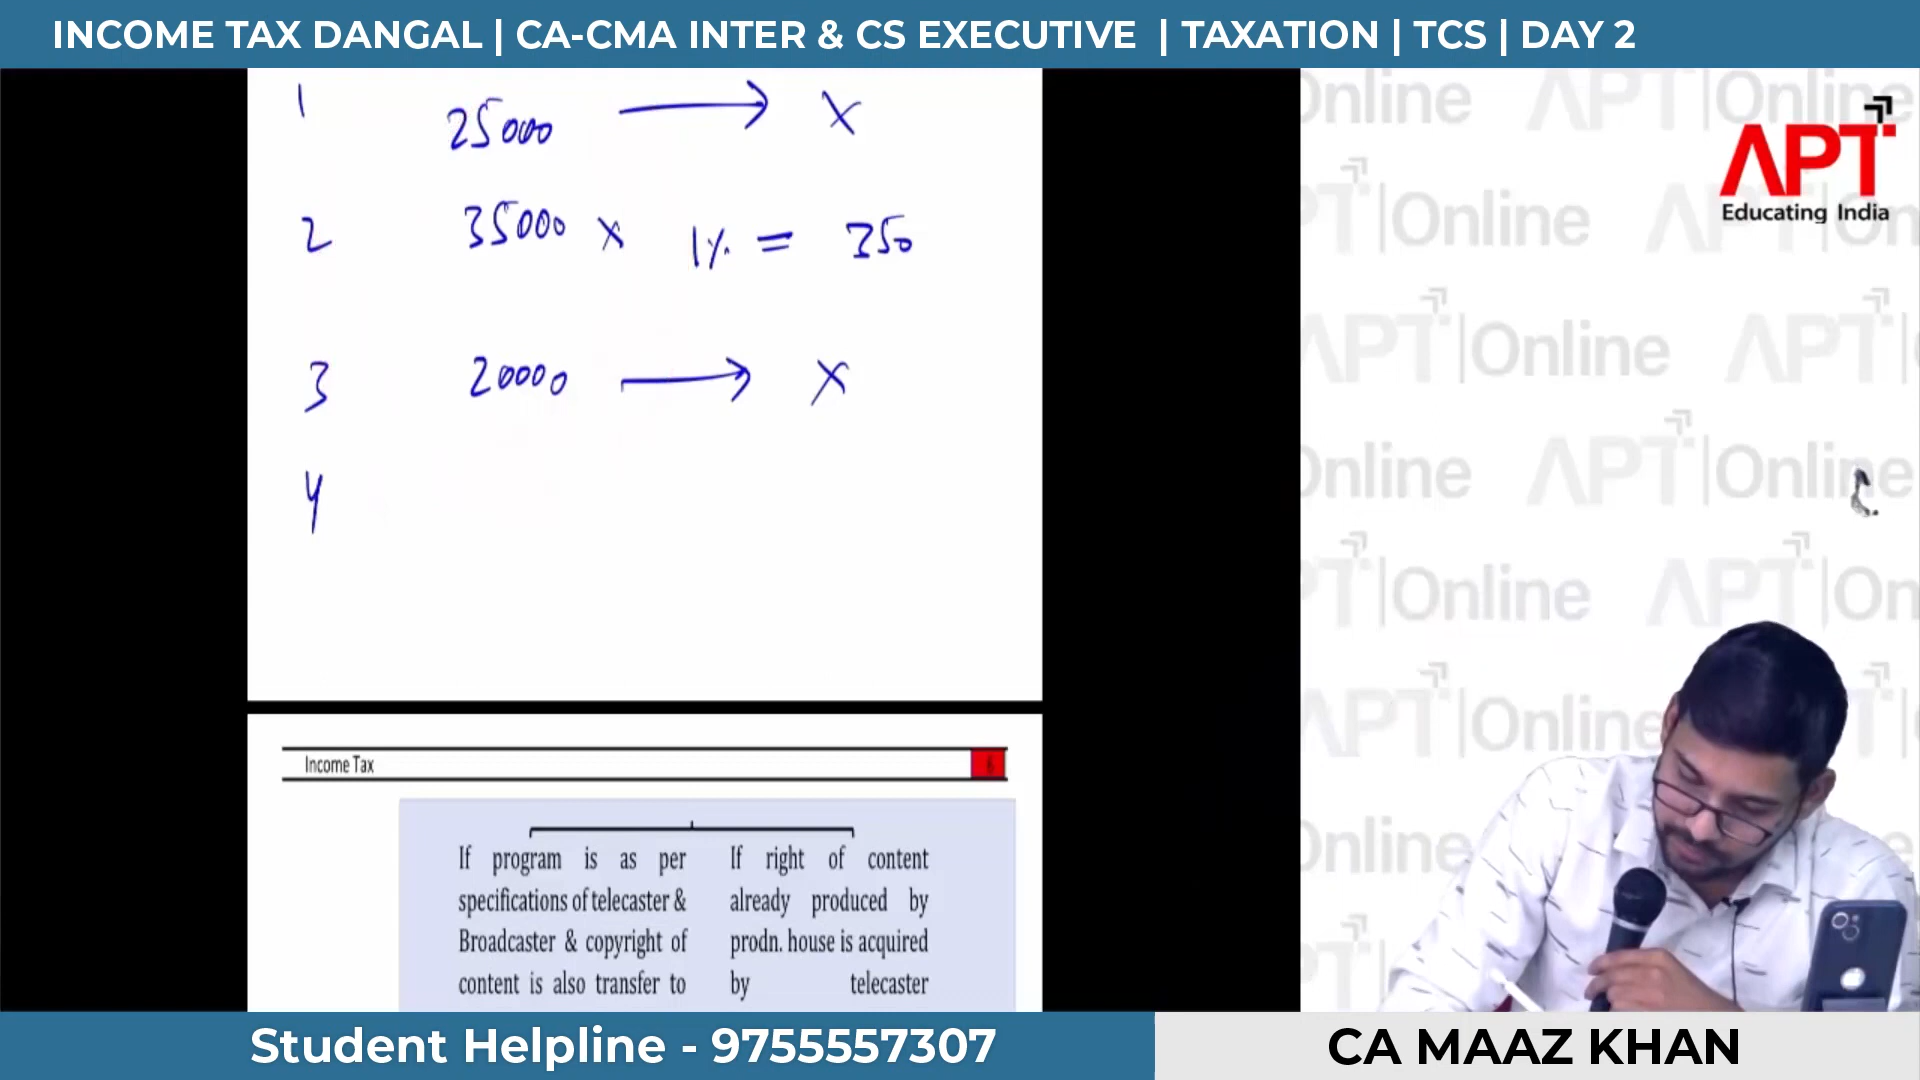 INCOME TAX DANGAL | CA-CMA INTER & CS EXECUTIVE | TAXATION | TCS | DAY 2
1 25000 → X
2 35000 x 1% = 350
3 20000 → X
4
Income Tax 6
If program is as per
specifications of telecaster &
Broadcaster & copyright of
content is also transfer to
If right of content
already produced by
prodn. house is acquired
by telecaster
APT
Educating India
APT|Online
Student Helpline - 9755557307
CA MAAZ KHAN